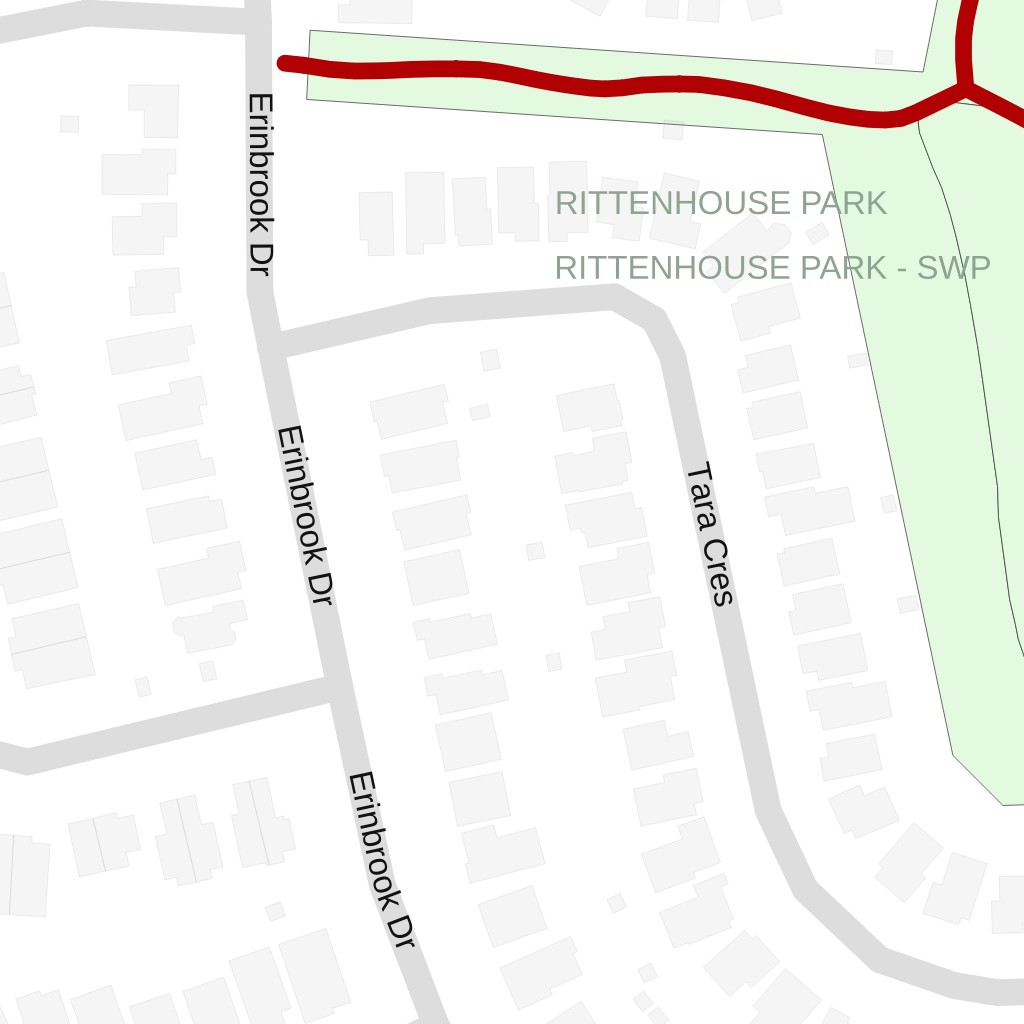 Erinbrook Dr
RITTENHOUSE PARK
RITTENHOUSE PARK - SWP
Erinbrook Dr
Tara Cres
Erinbrook Dr